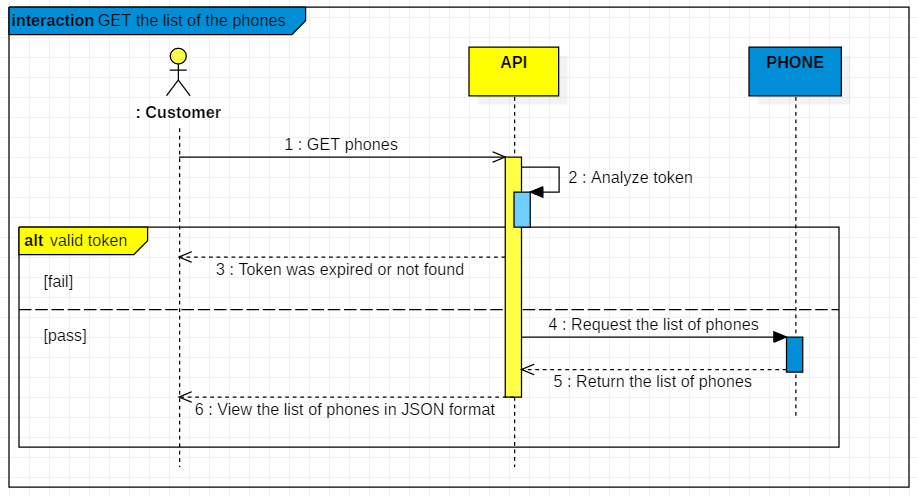 interaction GET the list of the phones
API
PHONE
: Customer
1 : GET phones
2 : Analyze token
alt valid token
3 : Token was expired or not found
[fail]
4 : Request the list of phones
[pass]
5 : Return the list of phones
6 : View the list of phones in JSON format